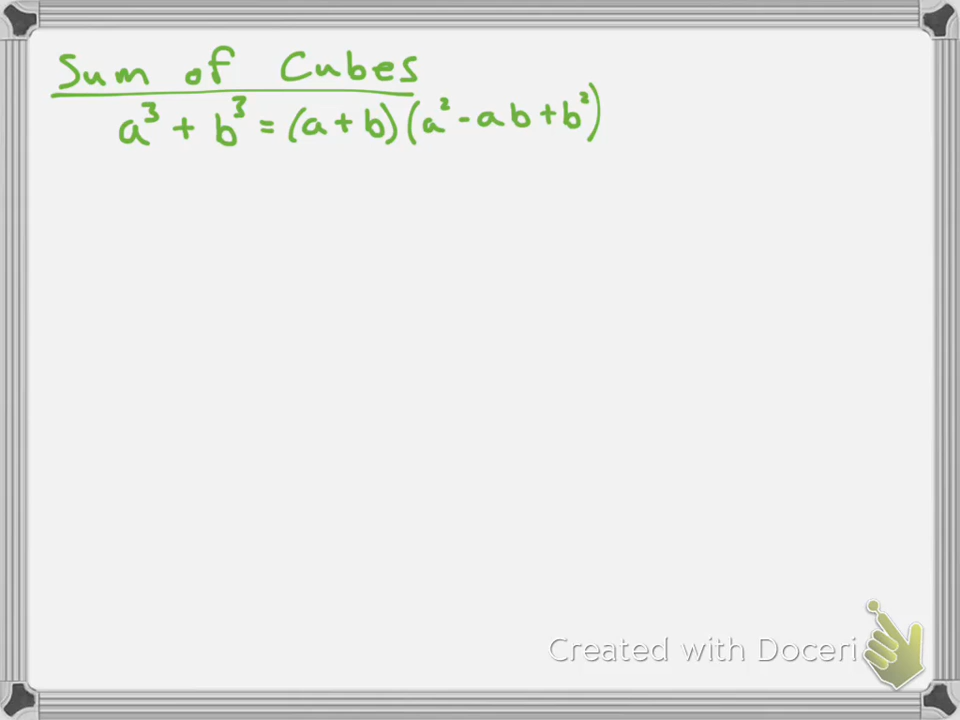 Sum of Cubes
a³ + b³ = (a + b)(a² - ab + b²)
Created with Doceri